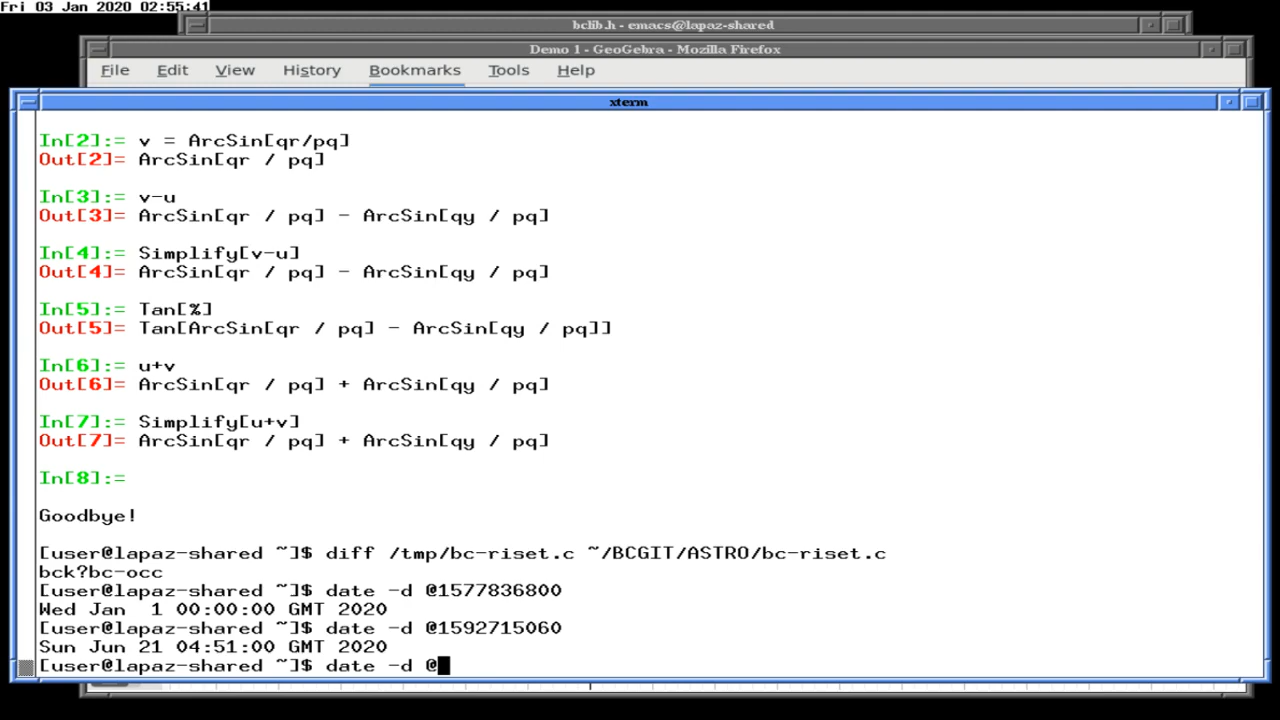 Fri 03 Jan 2020 02:55:41
bclib.h - emacs@lapaz-shared
Demo 1 - GeoGebra - Mozilla Firefox
File Edit View History Bookmarks Tools Help
xterm
In[2]:= v = ArcSin[qr/pq]
Out[2]= ArcSin[qr / pq]
In[3]:= v-u
Out[3]= ArcSin[qr / pq] - ArcSin[qy / pq]
In[4]:= Simplify[v-u]
Out[4]= ArcSin[qr / pq] - ArcSin[qy / pq]
In[5]:= Tan[%]
Out[5]= Tan[ArcSin[qr / pq] - ArcSin[qy / pq]]
In[6]:= u+v
Out[6]= ArcSin[qr / pq] + ArcSin[qy / pq]
In[7]:= Simplify[u+v]
Out[7]= ArcSin[qr / pq] + ArcSin[qy / pq]
In[8]:=
Goodbye!
[user@lapaz-shared ~]$ diff /tmp/bc-riset.c ~/BCGIT/ASTRO/bc-riset.c
bck?bc-occ
[user@lapaz-shared ~]$ date -d @1577836800
Wed Jan  1 00:00:00 GMT 2020
[user@lapaz-shared ~]$ date -d @1592715060
Sun Jun 21 04:51:00 GMT 2020
[user@lapaz-shared ~]$ date -d @